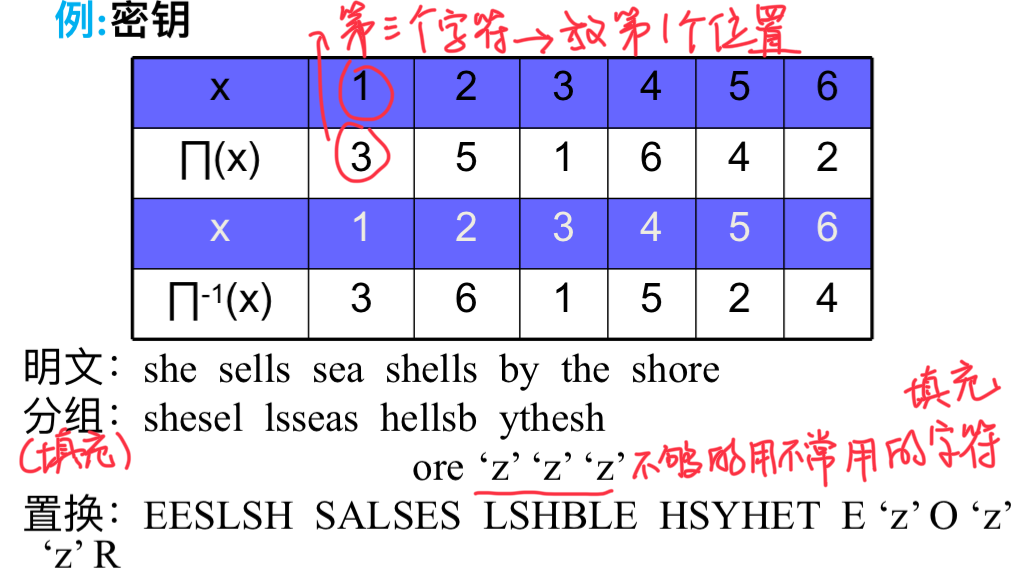 例:密钥
第三个字符→放第1个位置
x 1 2 3 4 5 6
∏(x) 3 5 1 6 4 2
x 1 2 3 4 5 6
∏-1(x) 3 6 1 5 2 4
明文：she sells sea shells by the shore
填充
分组：shesel lsseas hellsb ythesh
(填充)
ore ‘z’ ‘z’ ‘z’ 不够的用不常用的字符
置换：EESLSH SALSES LSHBLE HSYHET E ‘z’ O ‘z’
‘z’ R